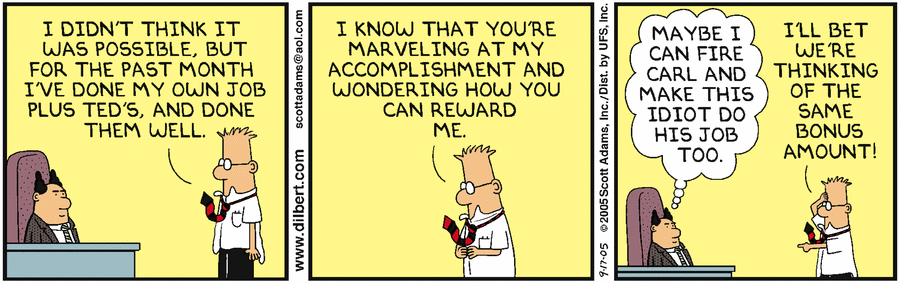 I DIDN'T THINK IT
WAS POSSIBLE, BUT
FOR THE PAST MONTH
I'VE DONE MY OWN JOB
PLUS TED'S, AND DONE
THEM WELL.
www.dilbert.com
scottadams@aol.com
I KNOW THAT YOU'RE
MARVELING AT MY
ACCOMPLISHMENT AND
WONDERING HOW YOU
CAN REWARD
ME.
9-17-05 ©2005 Scott Adams, Inc./Dist. by UFS, Inc.
MAYBE I
CAN FIRE
CARL AND
MAKE THIS
IDIOT DO
HIS JOB
TOO.
I'LL BET
WE'RE
THINKING
OF THE
SAME
BONUS
AMOUNT!